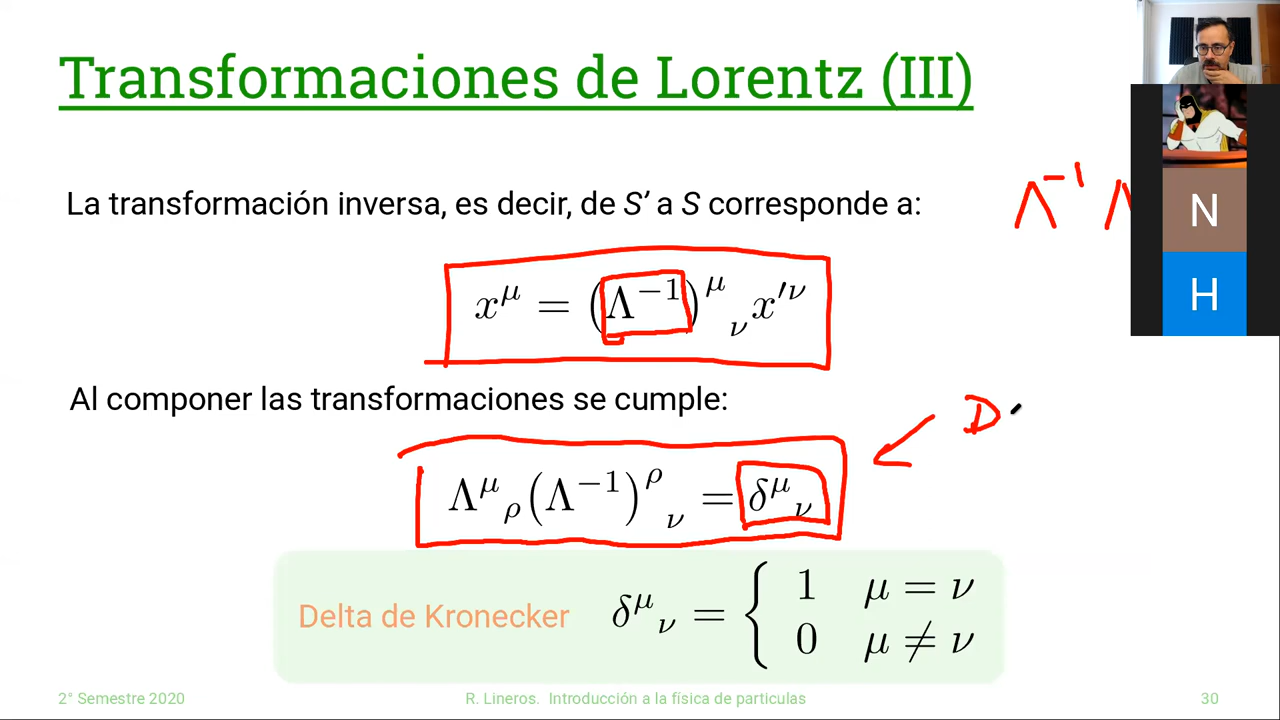 Transformaciones de Lorentz (III)
La transformación inversa, es decir, de S’ a S corresponde a:
Λ⁻¹ Λ
x^μ = (Λ⁻¹)^μ_ν x'^ν
Al componer las transformaciones se cumple:
D
Λ^μ_ρ (Λ⁻¹)^ρ_ν = δ^μ_ν
Delta de Kronecker δ^μ_ν = { 1 μ = ν
0 μ ≠ ν
N
H
2° Semestre 2020
R. Lineros. Introducción a la física de particulas
30